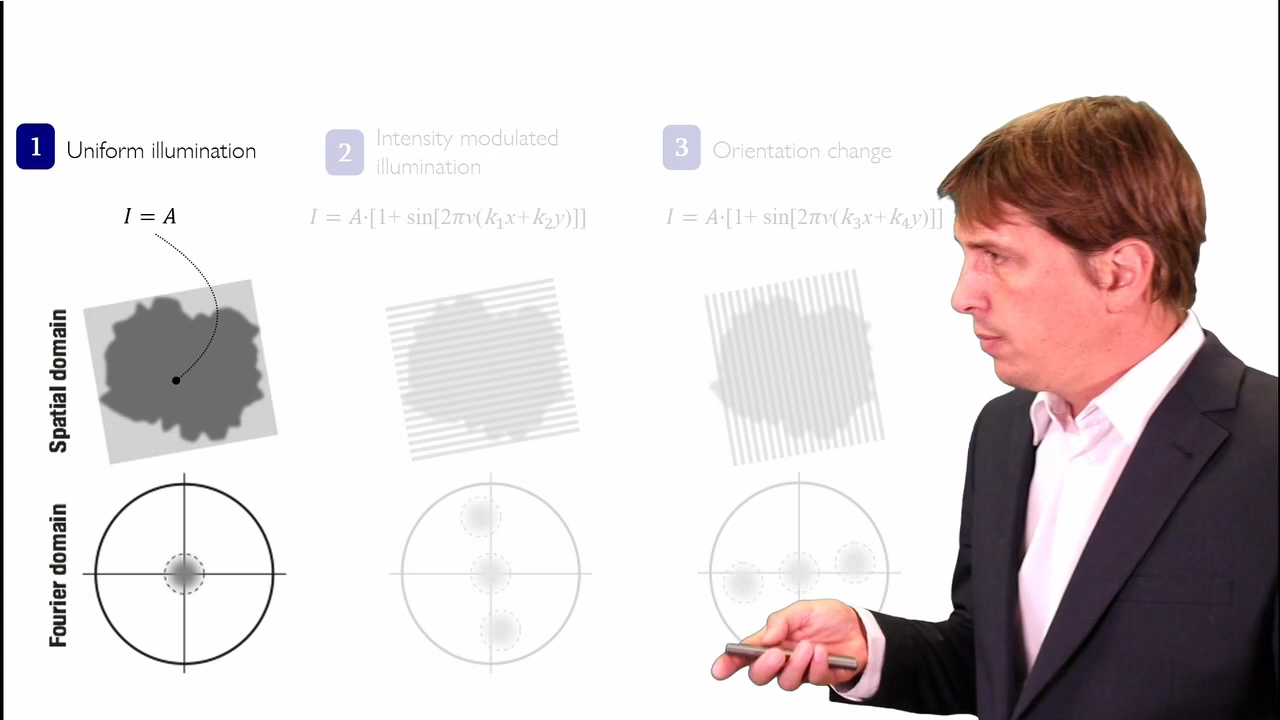 1 Uniform illumination
2 Intensity modulated
illumination
3 Orientation change
I = A
I = A·[1+ sin[2πν(k₁x+k₂y)]]
I = A·[1+ sin[2πν(k₃x+k₄y)]]
Spatial domain
Fourier domain